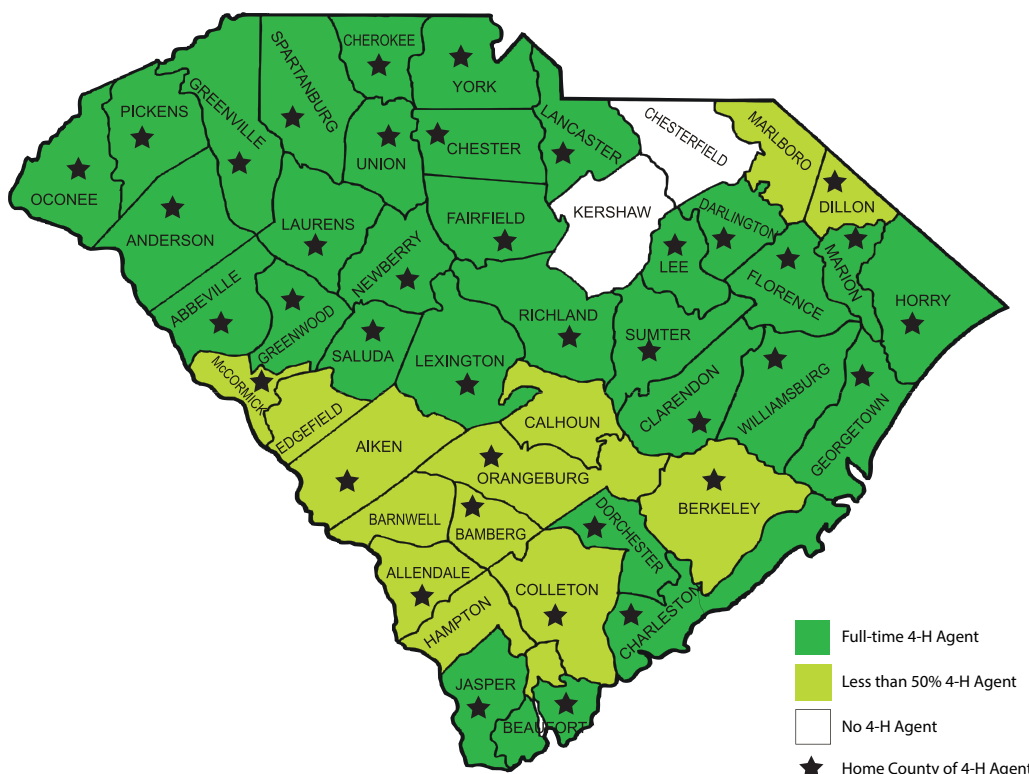 CHEROKEE
YORK
SPARTANBURG
GREENVILLE
PICKENS
OCONEE
UNION
CHESTER
LANCASTER
CHESTERFIELD
MARLBORO
DILLON
ANDERSON
LAURENS
NEWBERRY
FAIRFIELD
KERSHAW
DARLINGTON
LEE
MARION
FLORENCE
HORRY
ABBEVILLE
GREENWOOD
SALUDA
LEXINGTON
RICHLAND
SUMTER
CLARENDON
WILLIAMSBURG
GEORGETOWN
McCORMICK
EDGEFIELD
AIKEN
CALHOUN
ORANGEBURG
BERKELEY
BARNWELL
BAMBERG
DORCHESTER
ALLENDALE
HAMPTON
COLLETON
CHARLESTON
JASPER
BEAUFORT
Full-time 4-H Agent
Less than 50% 4-H Agent
No 4-H Agent
Home County of 4-H Agent